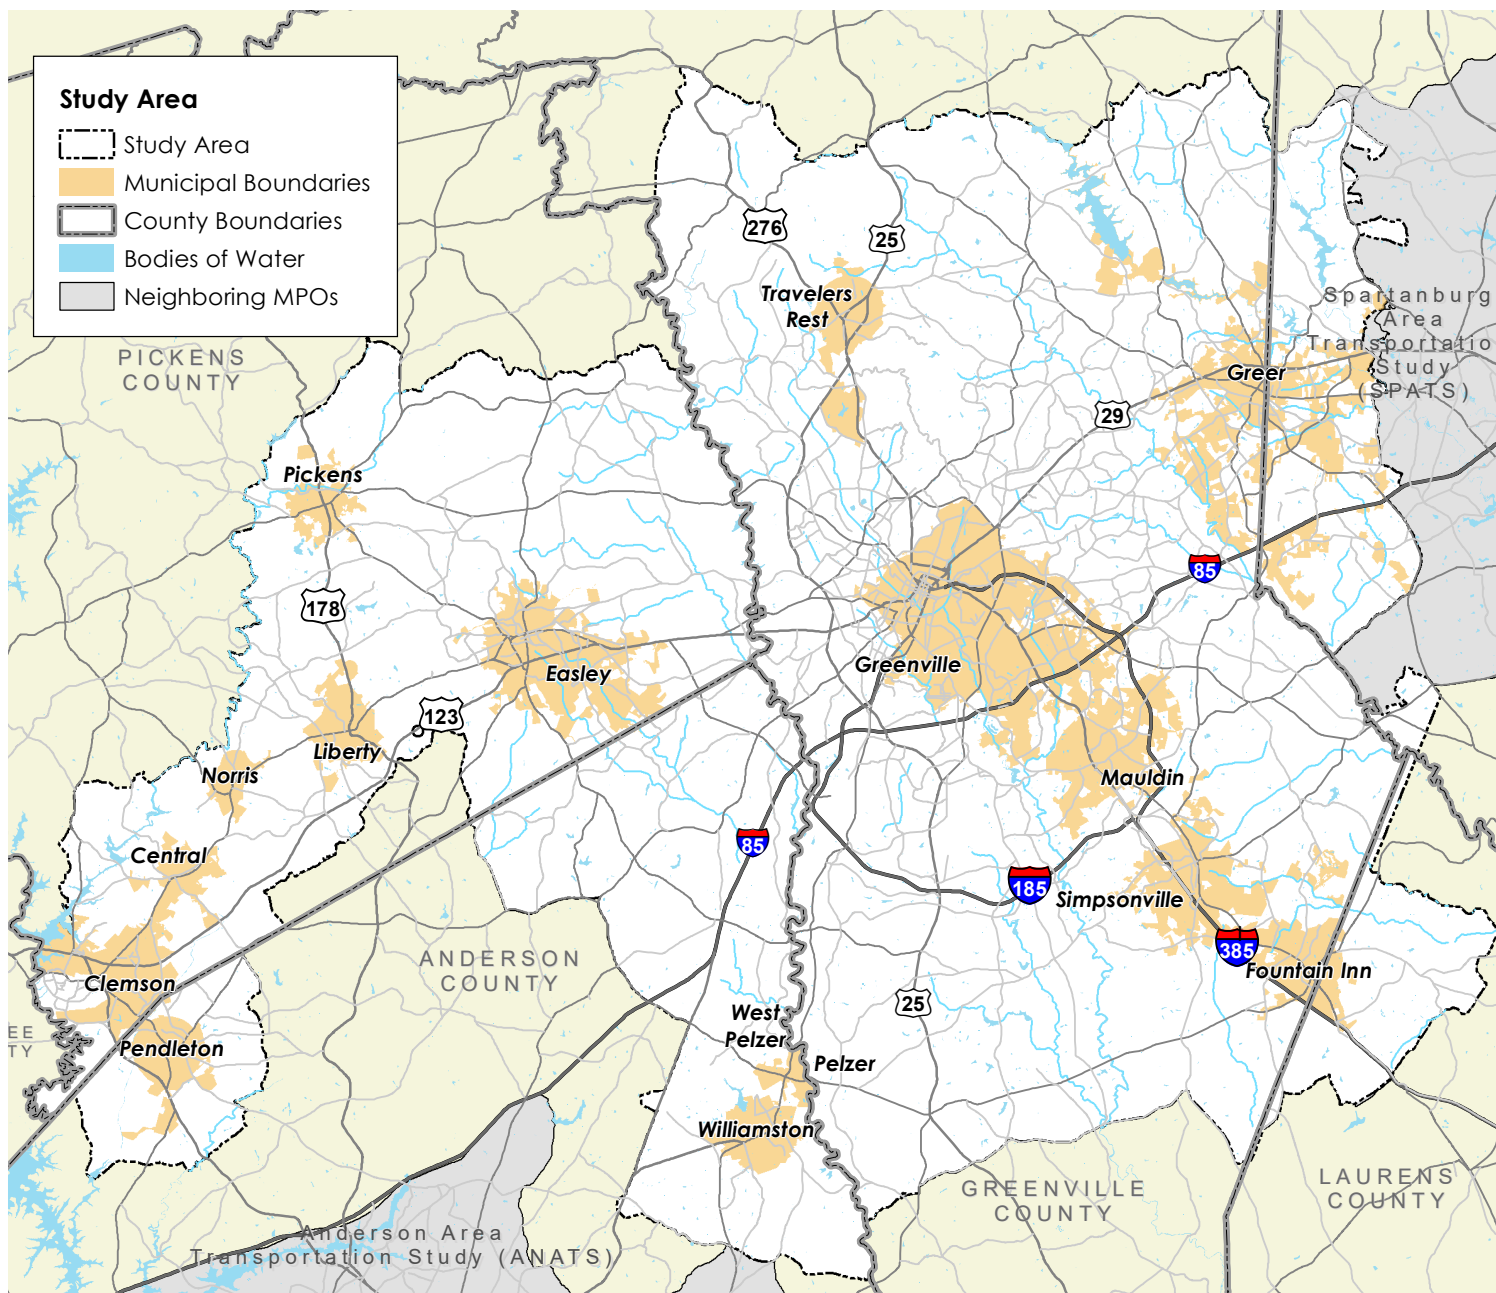 Study Area
Study Area
Municipal Boundaries
County Boundaries
Bodies of Water
Neighboring MPOs
276
25
Travelers
Rest
Spartanburg
Area
Transportatio
Study
(SPATS)
PICKENS
COUNTY
Greer
29
Pickens
85
178
Greenville
Easley
123
Liberty
Norris
Mauldin
85
Central
185
Simpsonville
385
ANDERSON
COUNTY
Fountain Inn
Clemson
25
West
Pelzer
EE
TY
Pendleton
Pelzer
Williamston
GREENVILLE
COUNTY
LAURENS
COUNTY
Anderson Area
Transportation Study (ANATS)